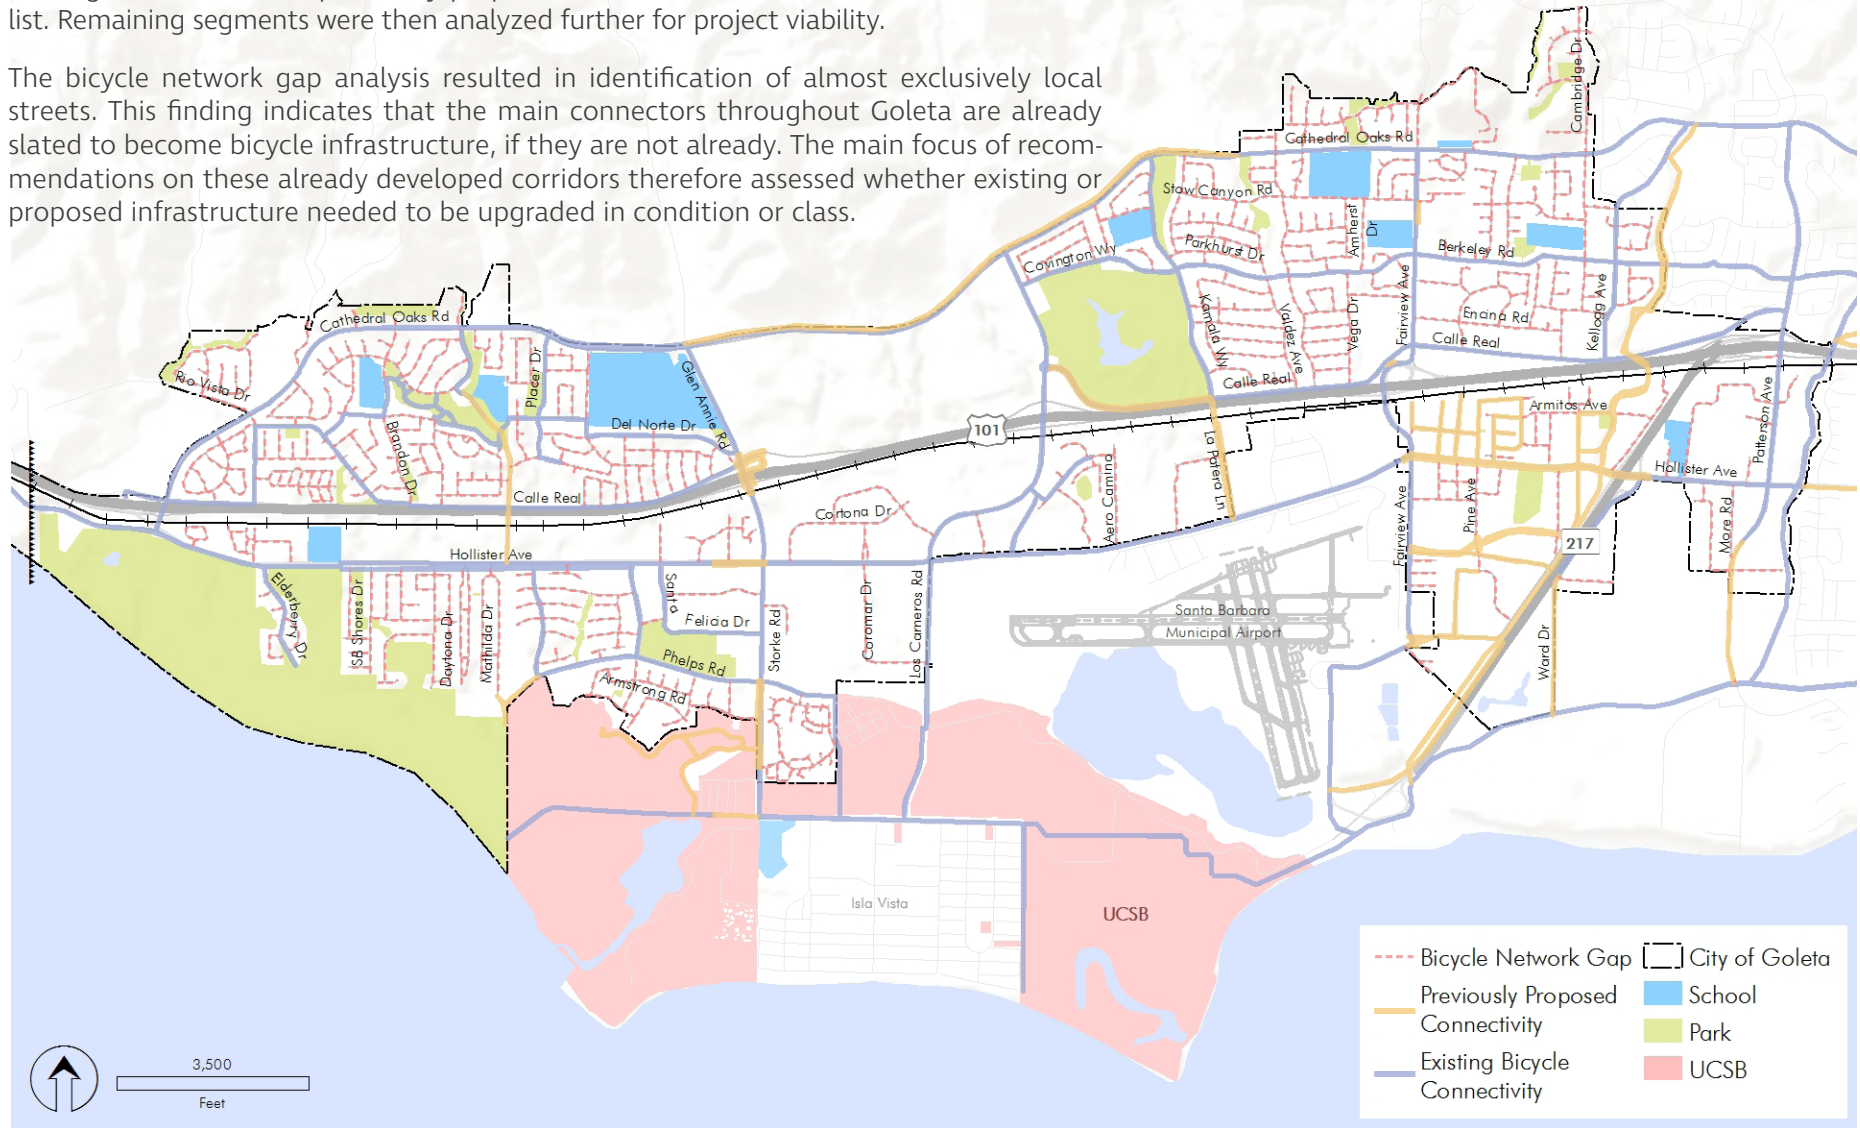 list. Remaining segments were then analyzed further for project viability.
The bicycle network gap analysis resulted in identification of almost exclusively local
streets. This finding indicates that the main connectors throughout Goleta are already
slated to become bicycle infrastructure, if they are not already. The main focus of recom-
mendations on these already developed corridors therefore assessed whether existing or
proposed infrastructure needed to be upgraded in condition or class.
Cambridge Dr
Cathedral Oaks Rd
Stow Canyon Rd
Amherst
Dr
Parkhurst Dr
Berkeley Rd
Covington Wy
Kamala Wy
Valdez Ave
Vega Dr
Fairview Ave
Encina Rd
Kellogg Ave
Calle Real
Calle Real
Cathedral Oaks Rd
Rio Vista Dr
Placer Dr
Glen Annie Rd
Del Norte Dr
Brandon Dr
Calle Real
101
La Patera Ln
Armitos Ave
Patterson Ave
Hollister Ave
Aero Camino
Cortona Dr
Fairview Ave
Pine Ave
More Rd
217
Hollister Ave
Elderberry Dr
SB Shores Dr
Daytona Dr
Mathilda Dr
Santa
Felicia Dr
Storke Rd
Coromar Dr
Los Carneros Rd
Santa Barbara
Municipal Airport
Ward Dr
Phelps Rd
Armstrong Rd
Isla Vista
UCSB
Bicycle Network Gap
Previously Proposed
Connectivity
Existing Bicycle
Connectivity
City of Goleta
School
Park
UCSB
3,500
Feet